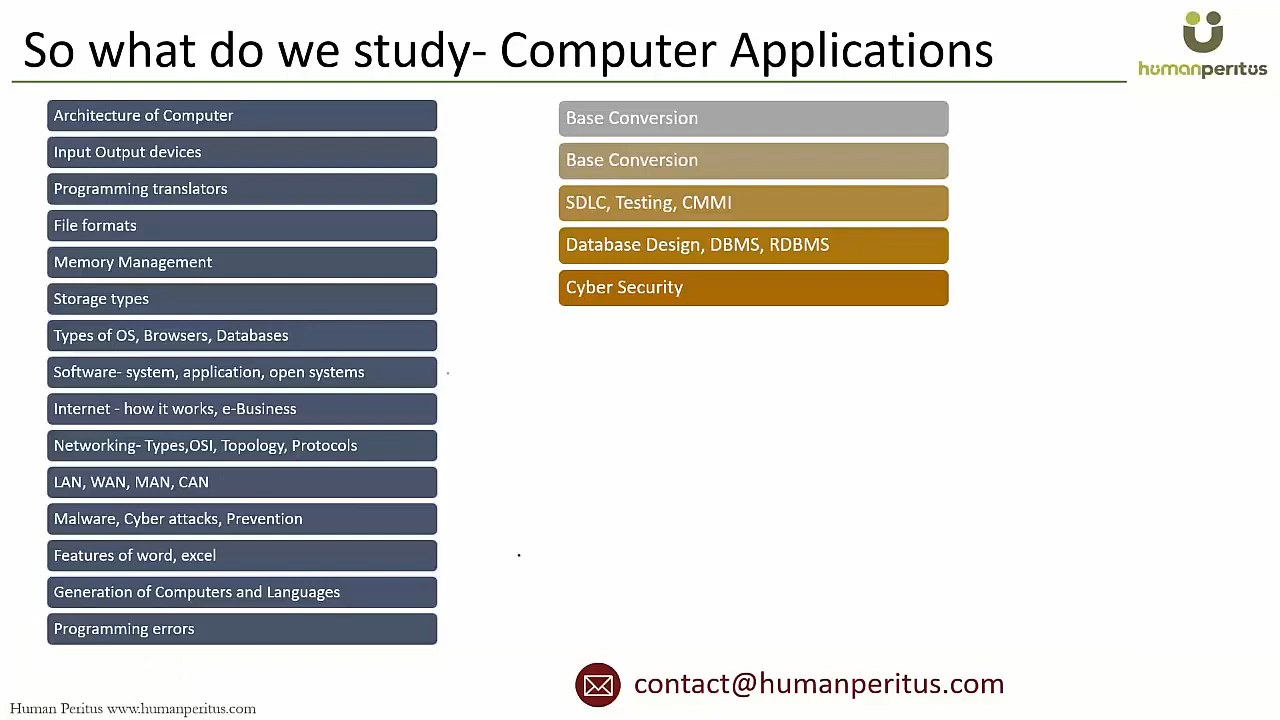 So what do we study- Computer Applications
humanperitus
Architecture of Computer
Input Output devices
Programming translators
File formats
Memory Management
Storage types
Types of OS, Browsers, Databases
Software- system, application, open systems
Internet - how it works, e-Business
Networking- Types,OSI, Topology, Protocols
LAN, WAN, MAN, CAN
Malware, Cyber attacks, Prevention
Features of word, excel
Generation of Computers and Languages
Programming errors
Base Conversion
Base Conversion
SDLC, Testing, CMMI
Database Design, DBMS, RDBMS
Cyber Security
contact@humanperitus.com
Human Peritus www.humanperitus.com